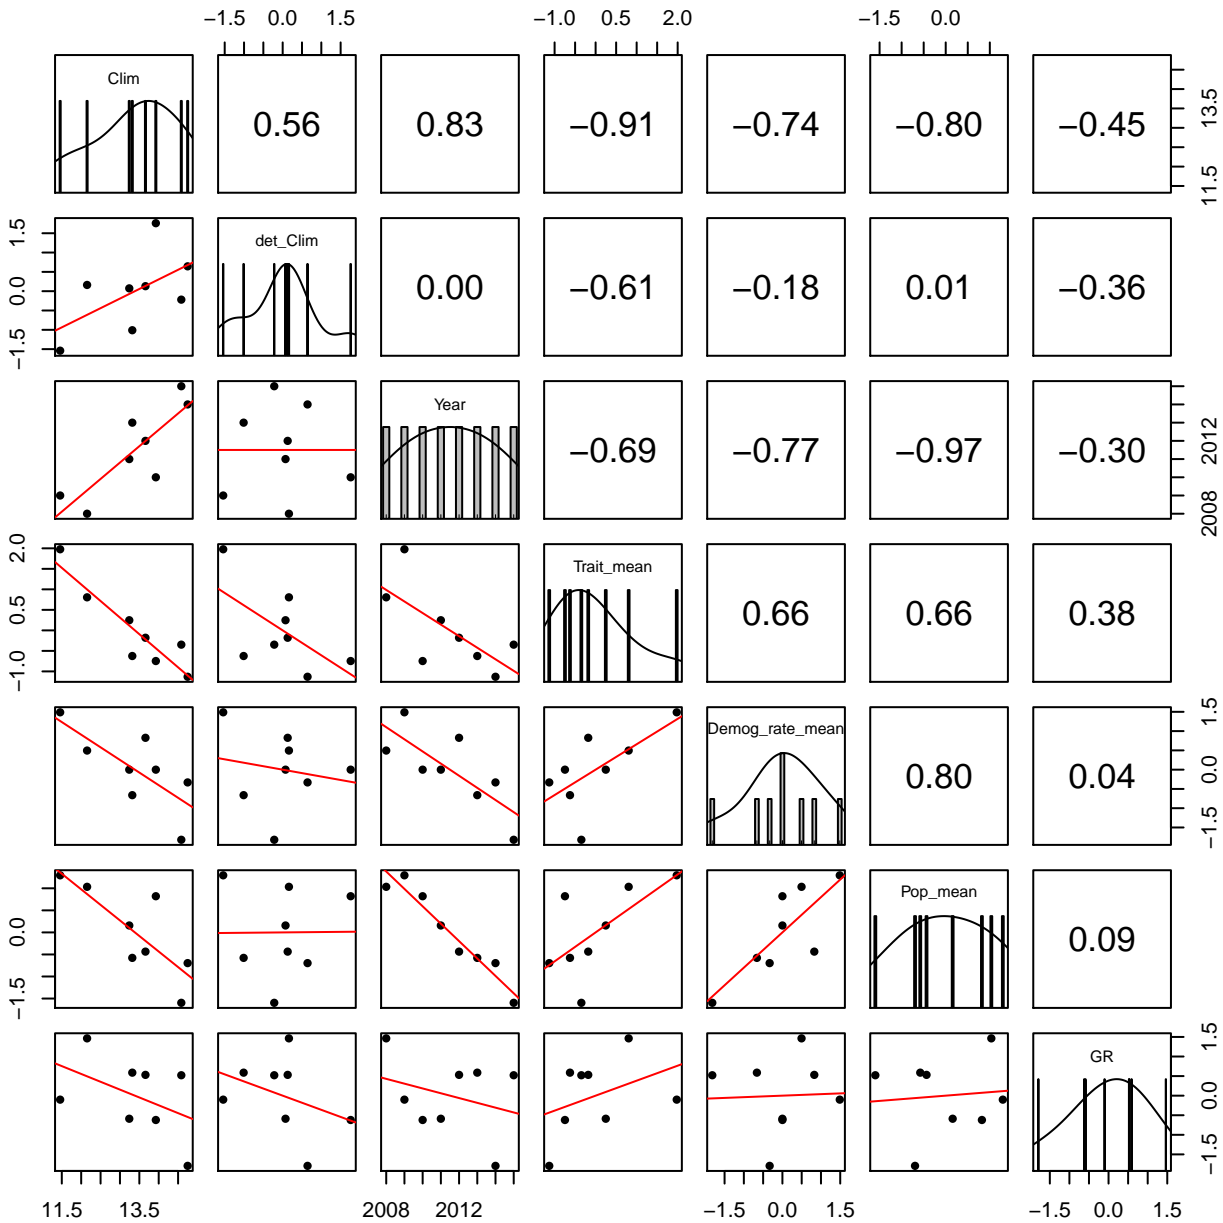 −1.5 0.0 1.5 −1.0 0.5 2.0 −1.5 0.0
Clim 0.56 0.83 −0.91 −0.74 −0.80 −0.45 11.5 13.5
−1.5 0.0 1.5 det_Clim 0.00 −0.61 −0.18 0.01 −0.36
Year −0.69 −0.77 −0.97 −0.30 2008 2012
−1.0 0.5 2.0 Trait_mean 0.66 0.66 0.38
Demog_rate_mean 0.80 0.04 −1.5 0.0 1.5
−1.5 0.0 Pop_mean 0.09
GR −1.5 0.0 1.5
11.5 13.5 2008 2012 −1.5 0.0 1.5 −1.5 0.0 1.5